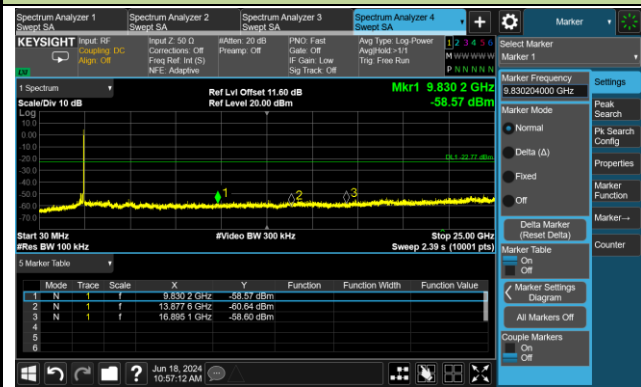 Spectrum Analyzer 1
Swept SA
Spectrum Analyzer 2
Swept SA
Spectrum Analyzer 3
Swept SA
Spectrum Analyzer 4
Swept SA
Marker
KEYSIGHT
Input: RF
Coupling: DC
Align: Off
Input Z: 50 Ω
Corrections: Off
Freq Ref: Int (S)
NFE: Adaptive
#Atten: 20 dB
Preamp: Off
PNO: Fast
Gate: Off
IF Gain: Low
Sig Track: Off
Avg Type: Log-Power
Avg|Hold:>1/1
Trig: Free Run
1 2 3 4 5 6
M W W W W W
P N N N N N
LW
Select Marker
Marker 1
1 Spectrum
Scale/Div 10 dB
Log
Ref Lvl Offset 11.60 dB
Ref Level 20.00 dBm
Mkr1 9.830 2 GHz
-58.57 dBm
10.0
0.00
-10.0
-20.0
-30.0
-40.0
-50.0
-60.0
-70.0
DL1 -22.77 dBm
1
2
3
Start 30 MHz
#Res BW 100 kHz
#Video BW 300 kHz
Stop 25.00 GHz
Sweep 2.39 s (10001 pts)
5 Marker Table
Mode Trace Scale X Y Function Function Width Function Value
1 N 1 f 9.830 2 GHz -58.57 dBm
2 N 1 f 13.877 6 GHz -60.64 dBm
3 N 1 f 16.895 1 GHz -58.60 dBm
4
5
6
Jun 18, 2024
10:57:12 AM
?
Marker Frequency
9.830204000 GHz
Marker Mode
Normal
Delta (Δ)
Fixed
Off
Delta Marker
(Reset Delta)
Marker Table
On
Off
Marker Settings
Diagram
All Markers Off
Couple Markers
On
Off
Settings
Peak
Search
Pk Search
Config
Properties
Marker
Function
Marker→
Counter